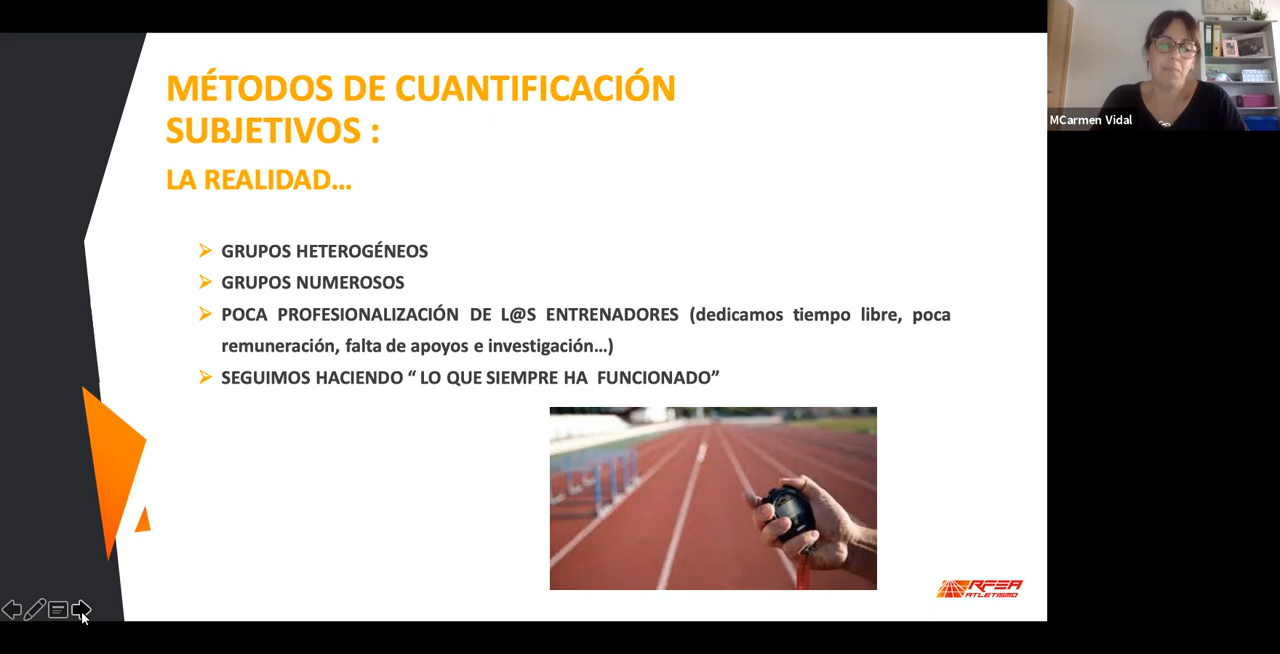 MÉTODOS DE CUANTIFICACIÓN
SUBJETIVOS :
LA REALIDAD...
GRUPOS HETEROGÉNEOS
GRUPOS NUMEROSOS
POCA PROFESIONALIZACIÓN DE L@S ENTRENADORES (dedicamos tiempo libre, poca
remuneración, falta de apoyos e investigación...)
SEGUIMOS HACIENDO “ LO QUE SIEMPRE HA FUNCIONADO”
RFEA
ATLETISMO
MCarmen Vidal